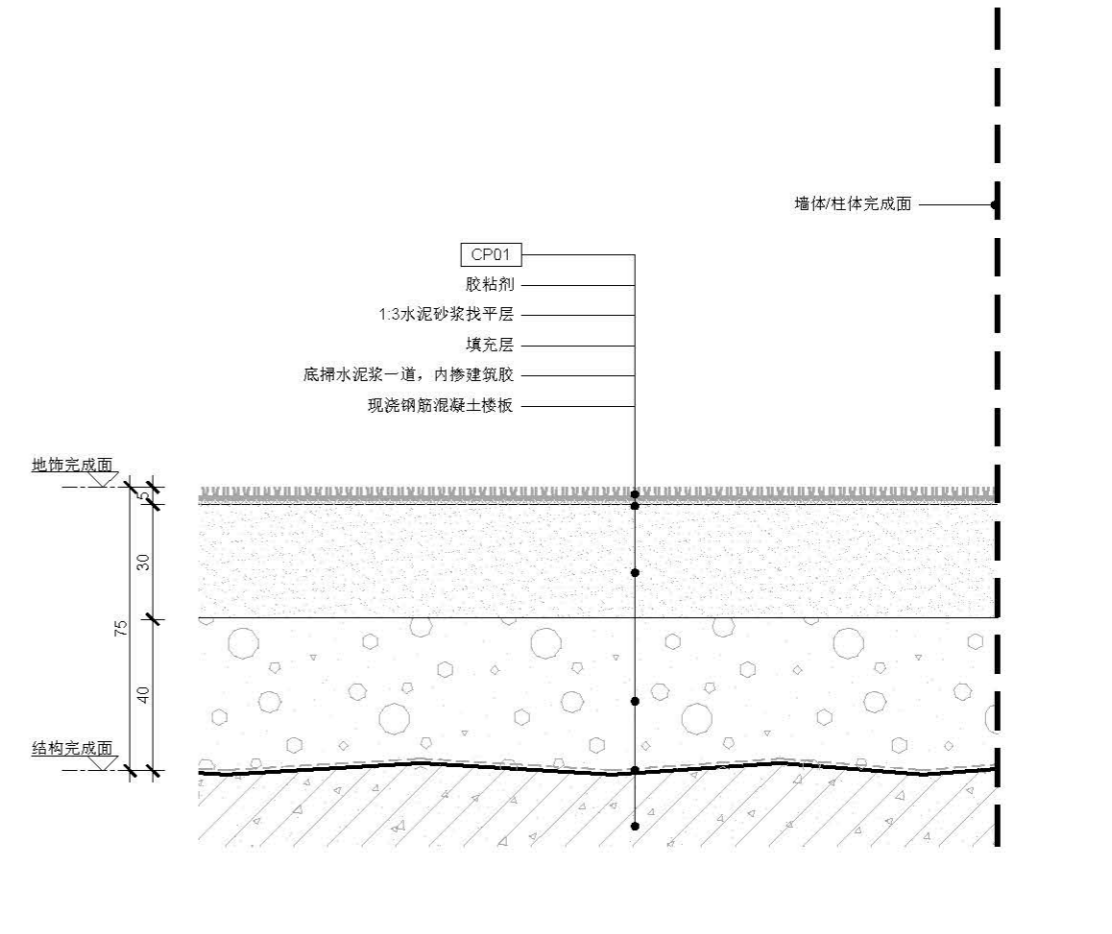 墙体/柱体完成面
CP01
胶粘剂
1:3水泥砂浆找平层
填充层
底掃水泥浆一道，内掺建筑胶
现浇钢筋混凝土楼板
地饰完成面
5
30
75
40
结构完成面